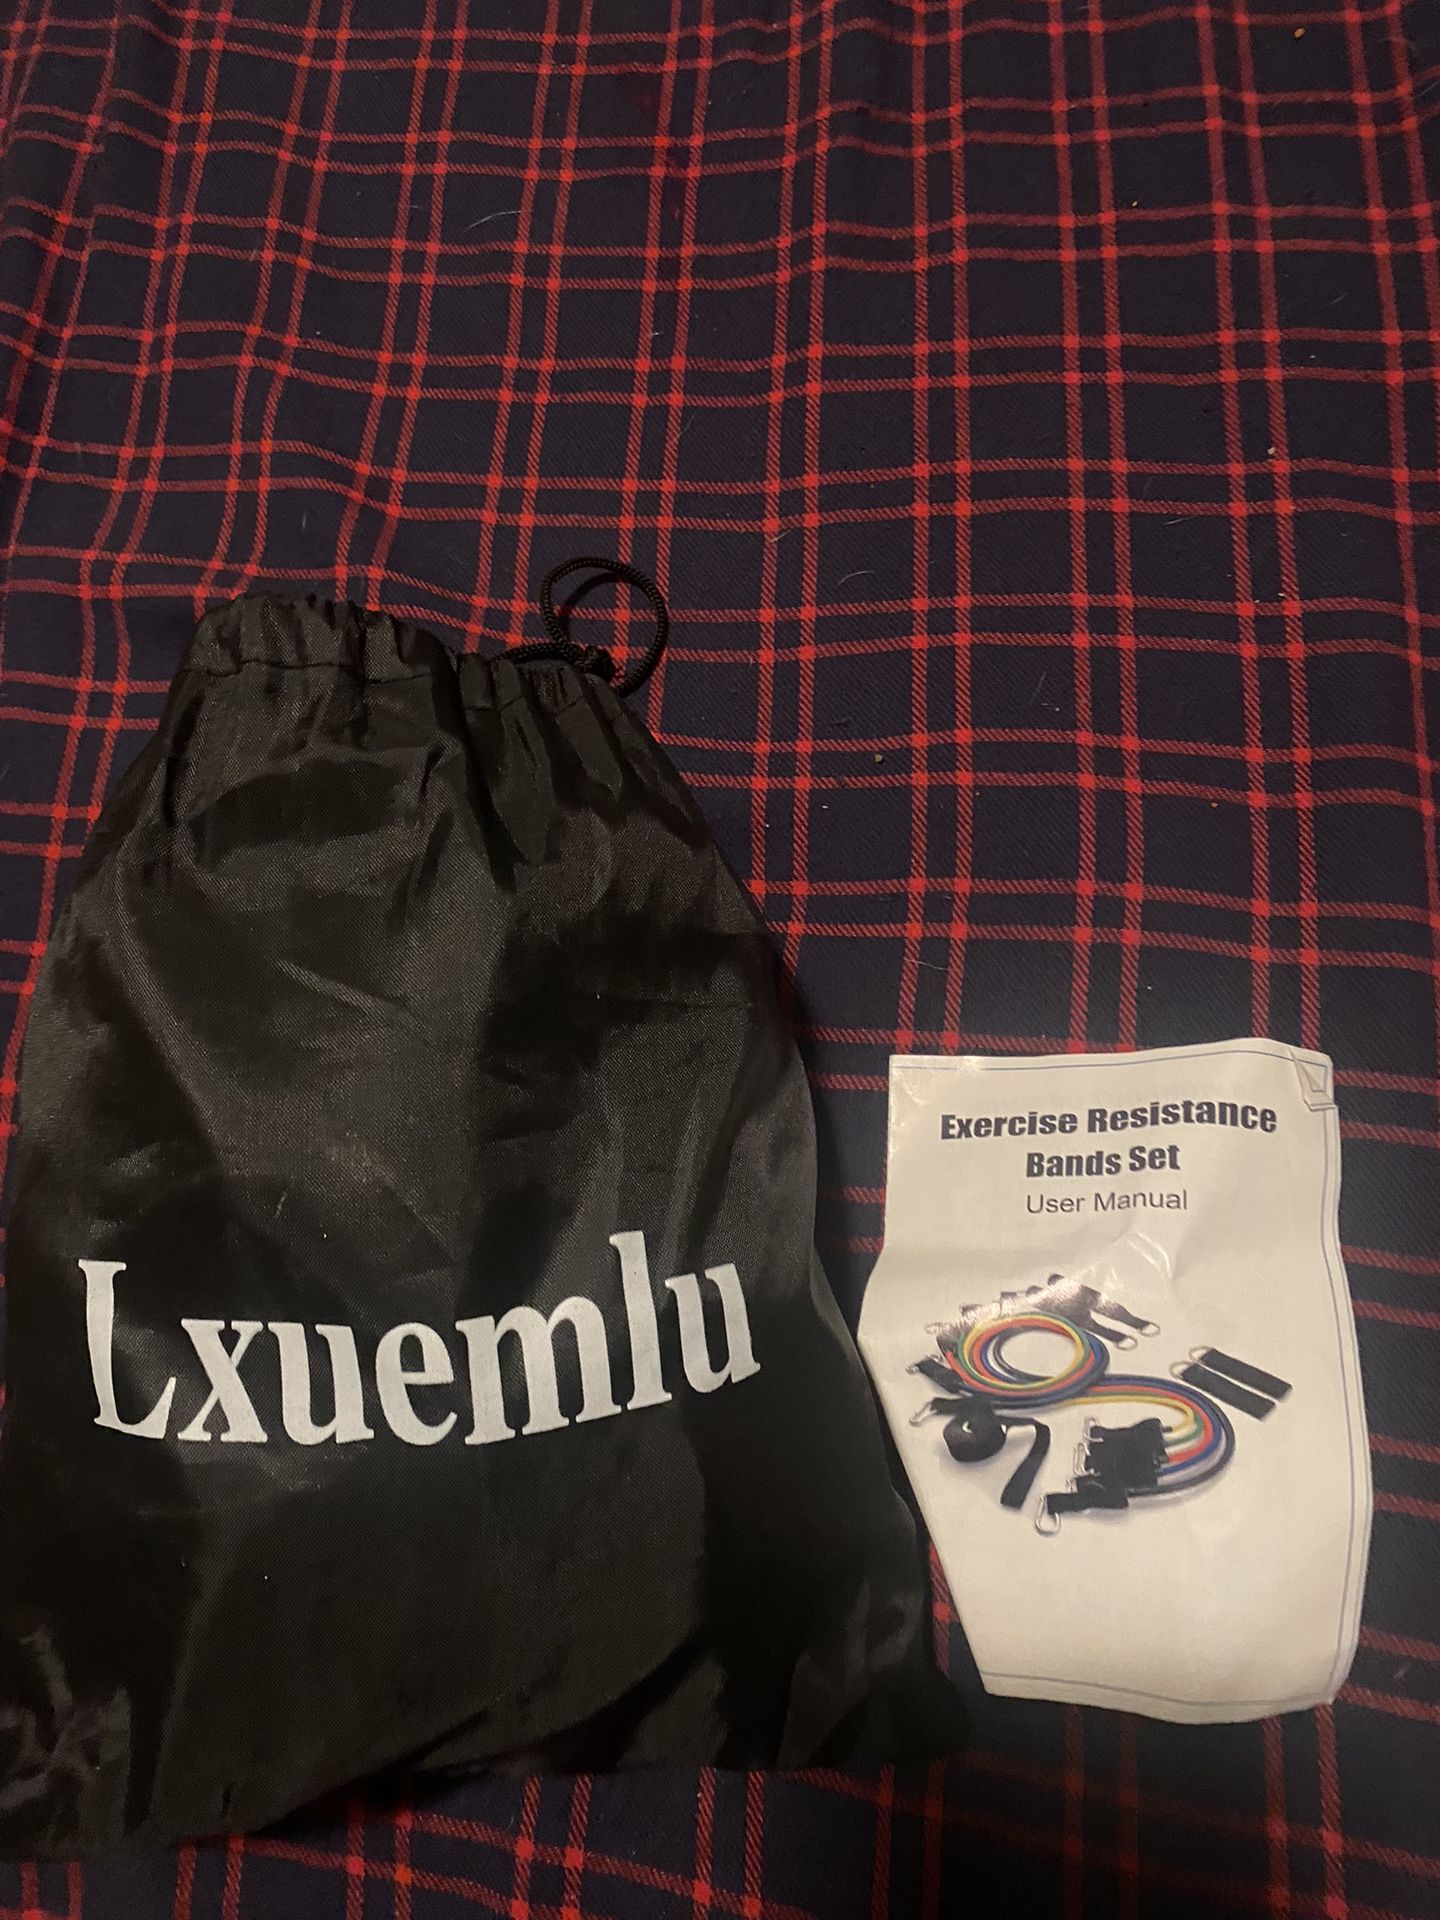 Lxuemlu
Exercise Resistance
Bands Set
User Manual